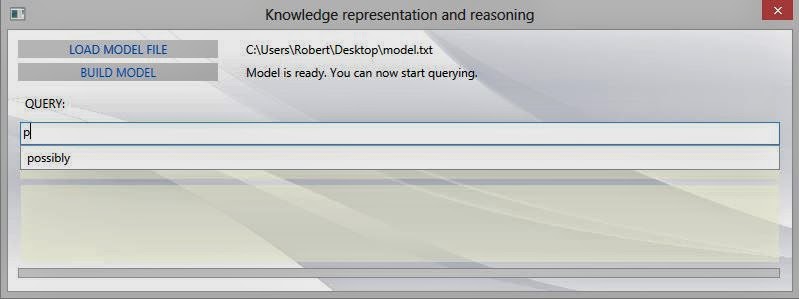 Knowledge representation and reasoning
LOAD MODEL FILE C:\Users\Robert\Desktop\model.txt
BUILD MODEL Model is ready. You can now start querying.
QUERY:
p
possibly